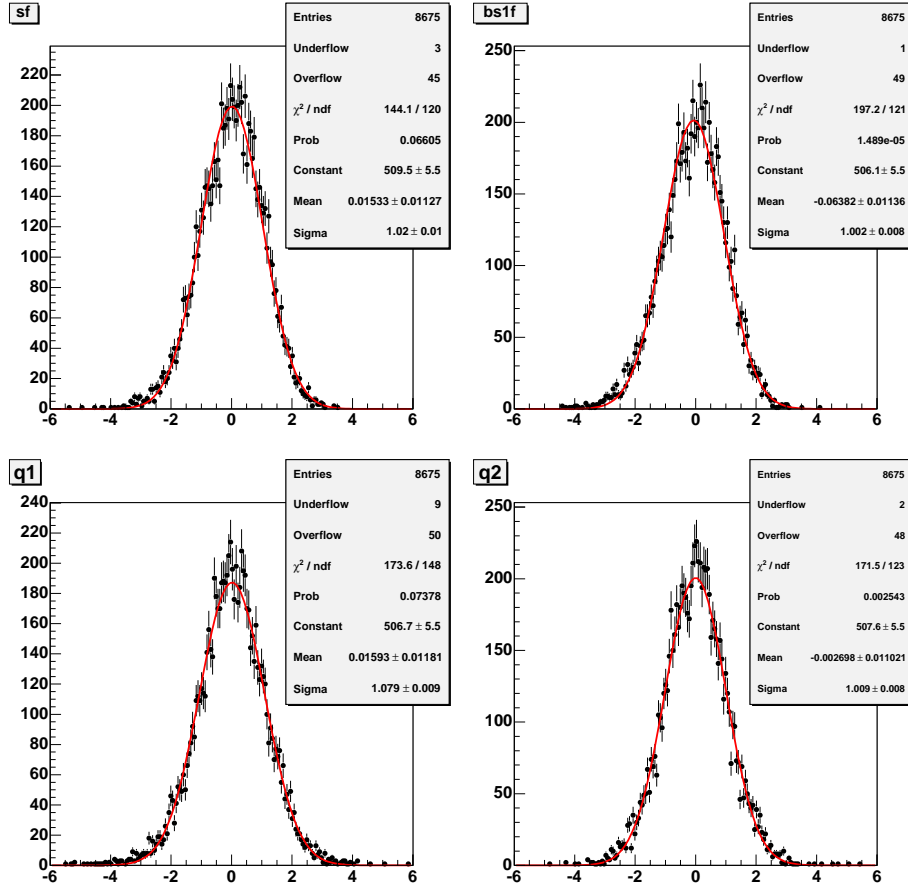 sf
Entries 8675
Underflow 3
Overflow 45
χ² / ndf 144.1 / 120
Prob 0.06605
Constant 509.5 ± 5.5
Mean 0.01533 ± 0.01127
Sigma 1.02 ± 0.01
220
200
180
160
140
120
100
80
60
40
20
0
-6 -4 -2 0 2 4 6
bs1f
Entries 8675
Underflow 1
Overflow 49
χ² / ndf 197.2 / 121
Prob 1.489e-05
Constant 506.1 ± 5.5
Mean -0.06382 ± 0.01136
Sigma 1.002 ± 0.008
250
200
150
100
50
0
-6 -4 -2 0 2 4 6
q1
Entries 8675
Underflow 9
Overflow 50
χ² / ndf 173.6 / 148
Prob 0.07378
Constant 506.7 ± 5.5
Mean 0.01593 ± 0.01181
Sigma 1.079 ± 0.009
240
220
200
180
160
140
120
100
80
60
40
20
0
-6 -4 -2 0 2 4 6
q2
Entries 8675
Underflow 2
Overflow 48
χ² / ndf 171.5 / 123
Prob 0.002543
Constant 507.6 ± 5.5
Mean -0.002698 ± 0.011021
Sigma 1.009 ± 0.008
250
200
150
100
50
0
-6 -4 -2 0 2 4 6